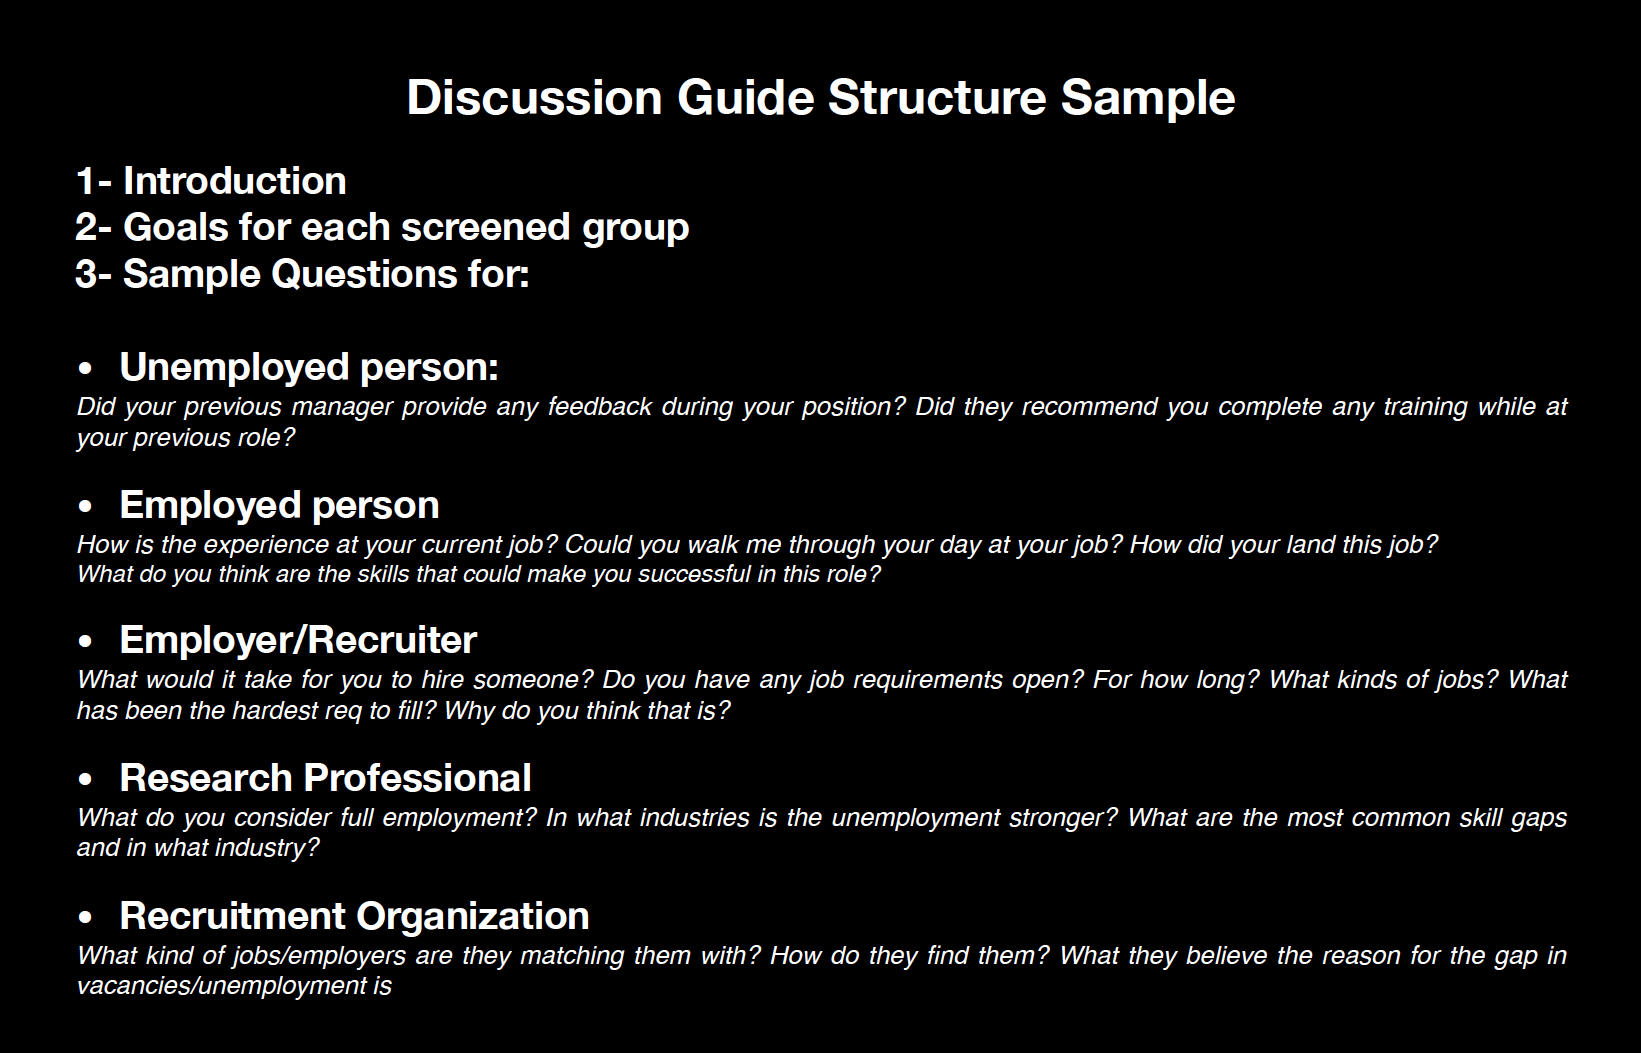 Discussion Guide Structure Sample
1- Introduction
2- Goals for each screened group
3- Sample Questions for:
• Unemployed person:
Did your previous manager provide any feedback during your position? Did they recommend you complete any training while at
your previous role?
• Employed person
How is the experience at your current job? Could you walk me through your day at your job? How did your land this job?
What do you think are the skills that could make you successful in this role?
• Employer/Recruiter
What would it take for you to hire someone? Do you have any job requirements open? For how long? What kinds of jobs? What
has been the hardest req to fill? Why do you think that is?
• Research Professional
What do you consider full employment? In what industries is the unemployment stronger? What are the most common skill gaps
and in what industry?
• Recruitment Organization
What kind of jobs/employers are they matching them with? How do they find them? What they believe the reason for the gap in
vacancies/unemployment is